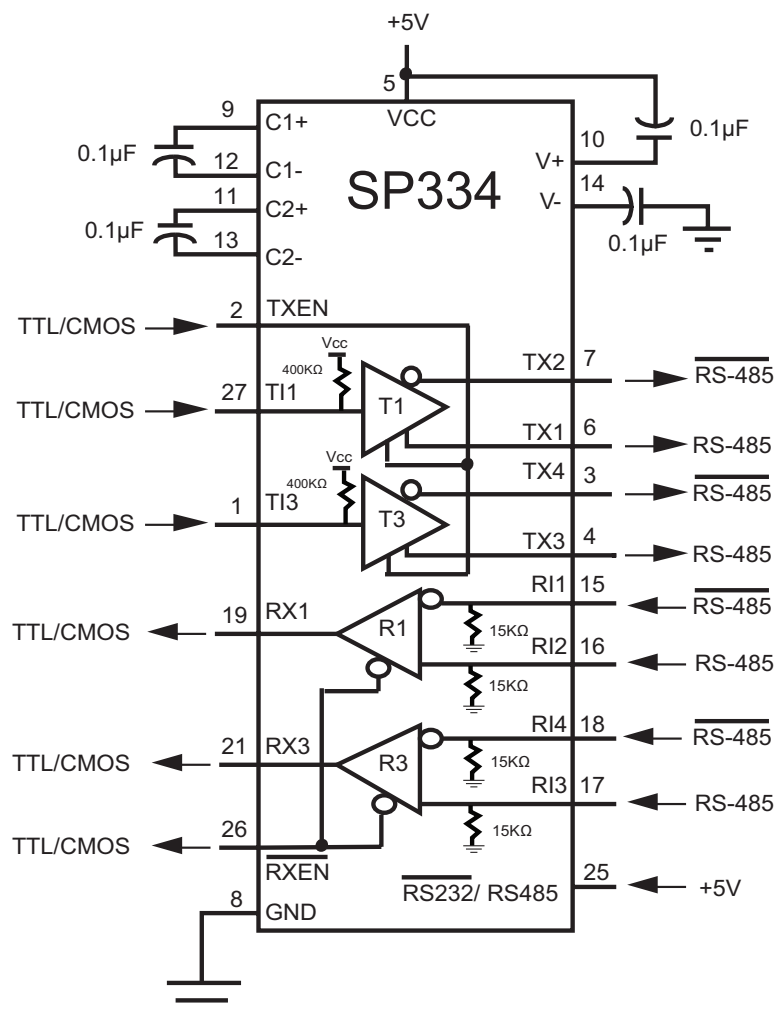 +5V
5
VCC
9
C1+
0.1µF
12
C1-
11
C2+
0.1µF
13
C2-
SP334
10
V+
0.1µF
14
V-
0.1µF
TTL/CMOS
2
TXEN
Vcc
400KΩ
TTL/CMOS
27
TI1
T1
TX2
7
RS-485
TX1
6
RS-485
Vcc
400KΩ
TTL/CMOS
1
TI3
T3
TX4
3
RS-485
TX3
4
RS-485
TTL/CMOS
19
RX1
R1
RI1
15
RS-485
15KΩ
RI2
16
RS-485
15KΩ
TTL/CMOS
21
RX3
R3
RI4
18
RS-485
15KΩ
RI3
17
RS-485
15KΩ
TTL/CMOS
26
RXEN
RS232/ RS485
25
+5V
8
GND